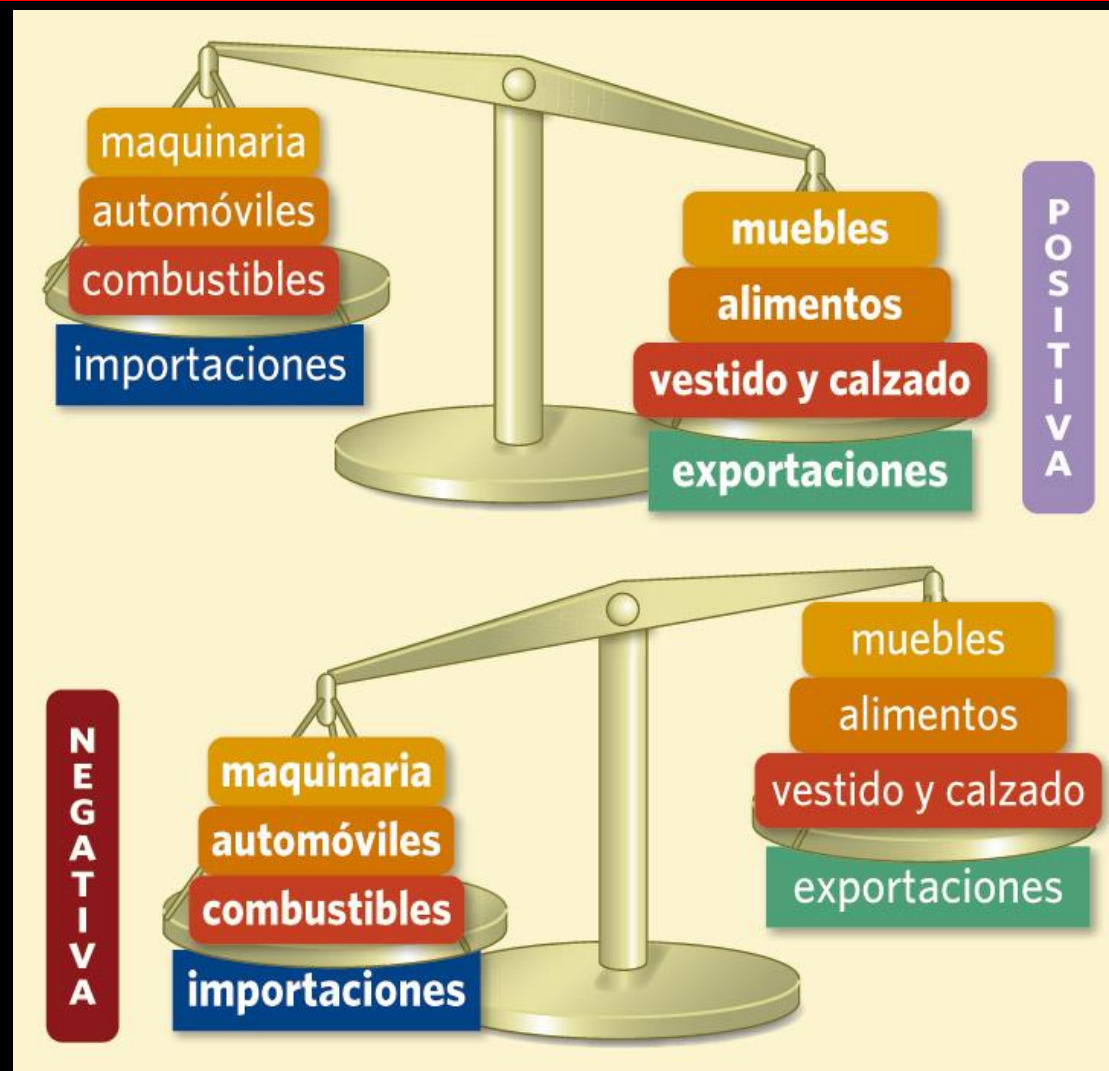 maquinaria
automóviles
combustibles
importaciones
muebles
alimentos
vestido y calzado
exportaciones
POSITIVA
NEGATIVA
maquinaria
automóviles
combustibles
importaciones
muebles
alimentos
vestido y calzado
exportaciones